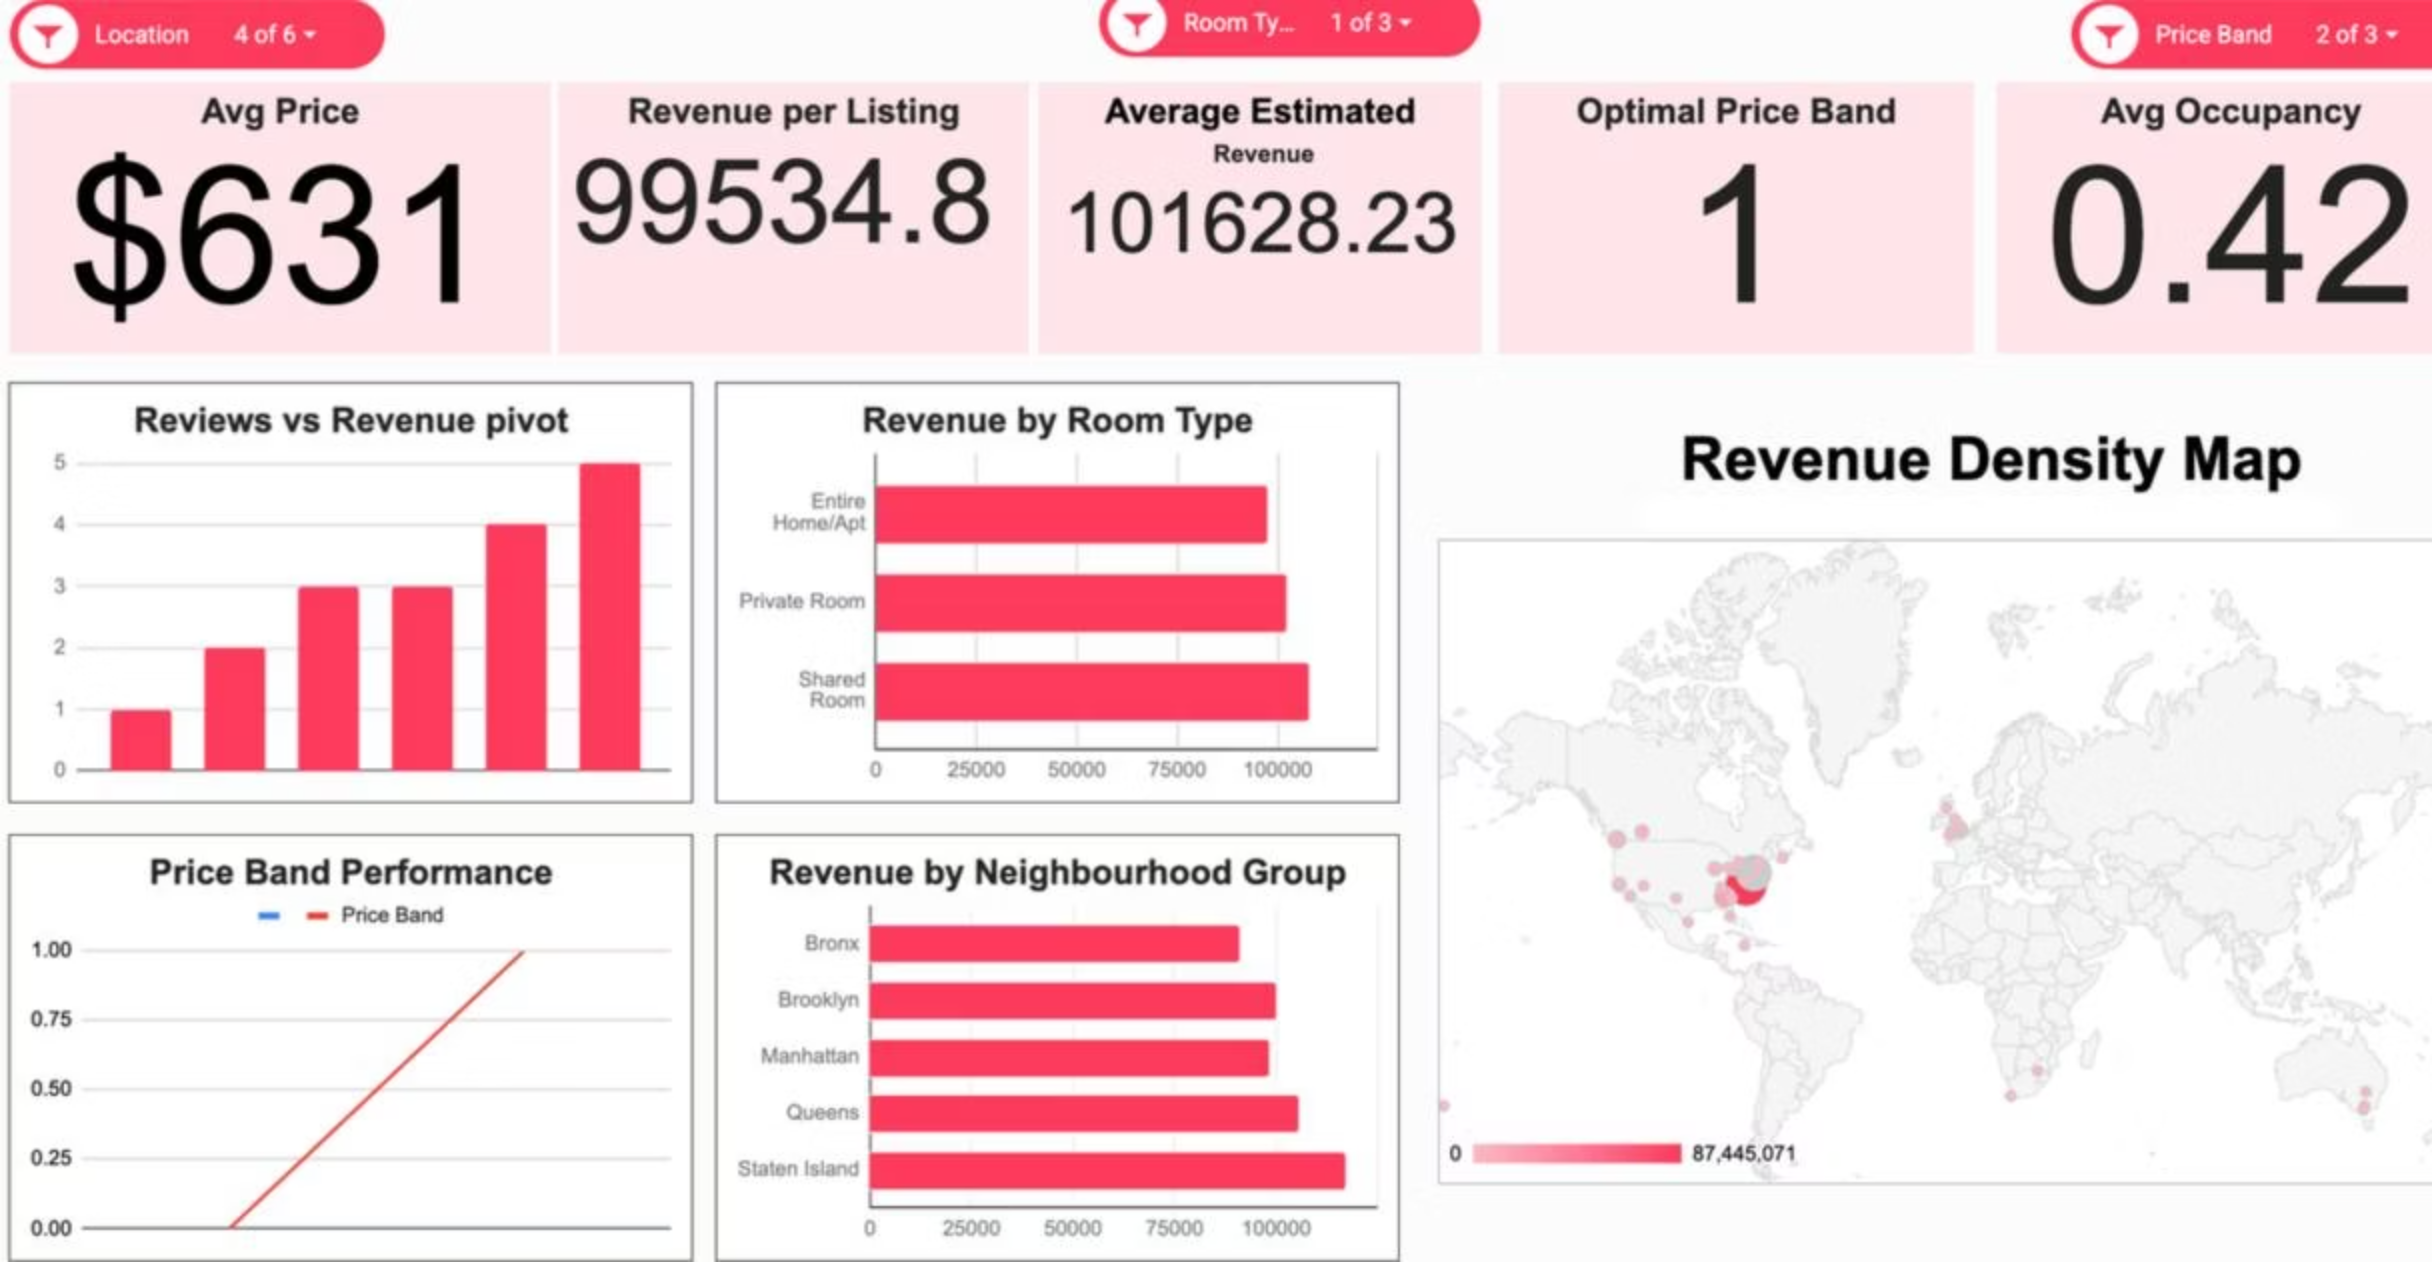 Location 4 of 6
Room Ty... 1 of 3
Price Band 2 of 3
Avg Price
$631
Revenue per Listing
99534.8
Average Estimated
Revenue
101628.23
Optimal Price Band
1
Avg Occupancy
0.42
Reviews vs Revenue pivot
5
4
3
2
1
0
Revenue by Room Type
Entire
Home/Apt
Private Room
Shared
Room
0 25000 50000 75000 100000
Revenue Density Map
0 87,445,071
Price Band Performance
Price Band
1.00
0.75
0.50
0.25
0.00
Revenue by Neighbourhood Group
Bronx
Brooklyn
Manhattan
Queens
Staten Island
0 25000 50000 75000 100000